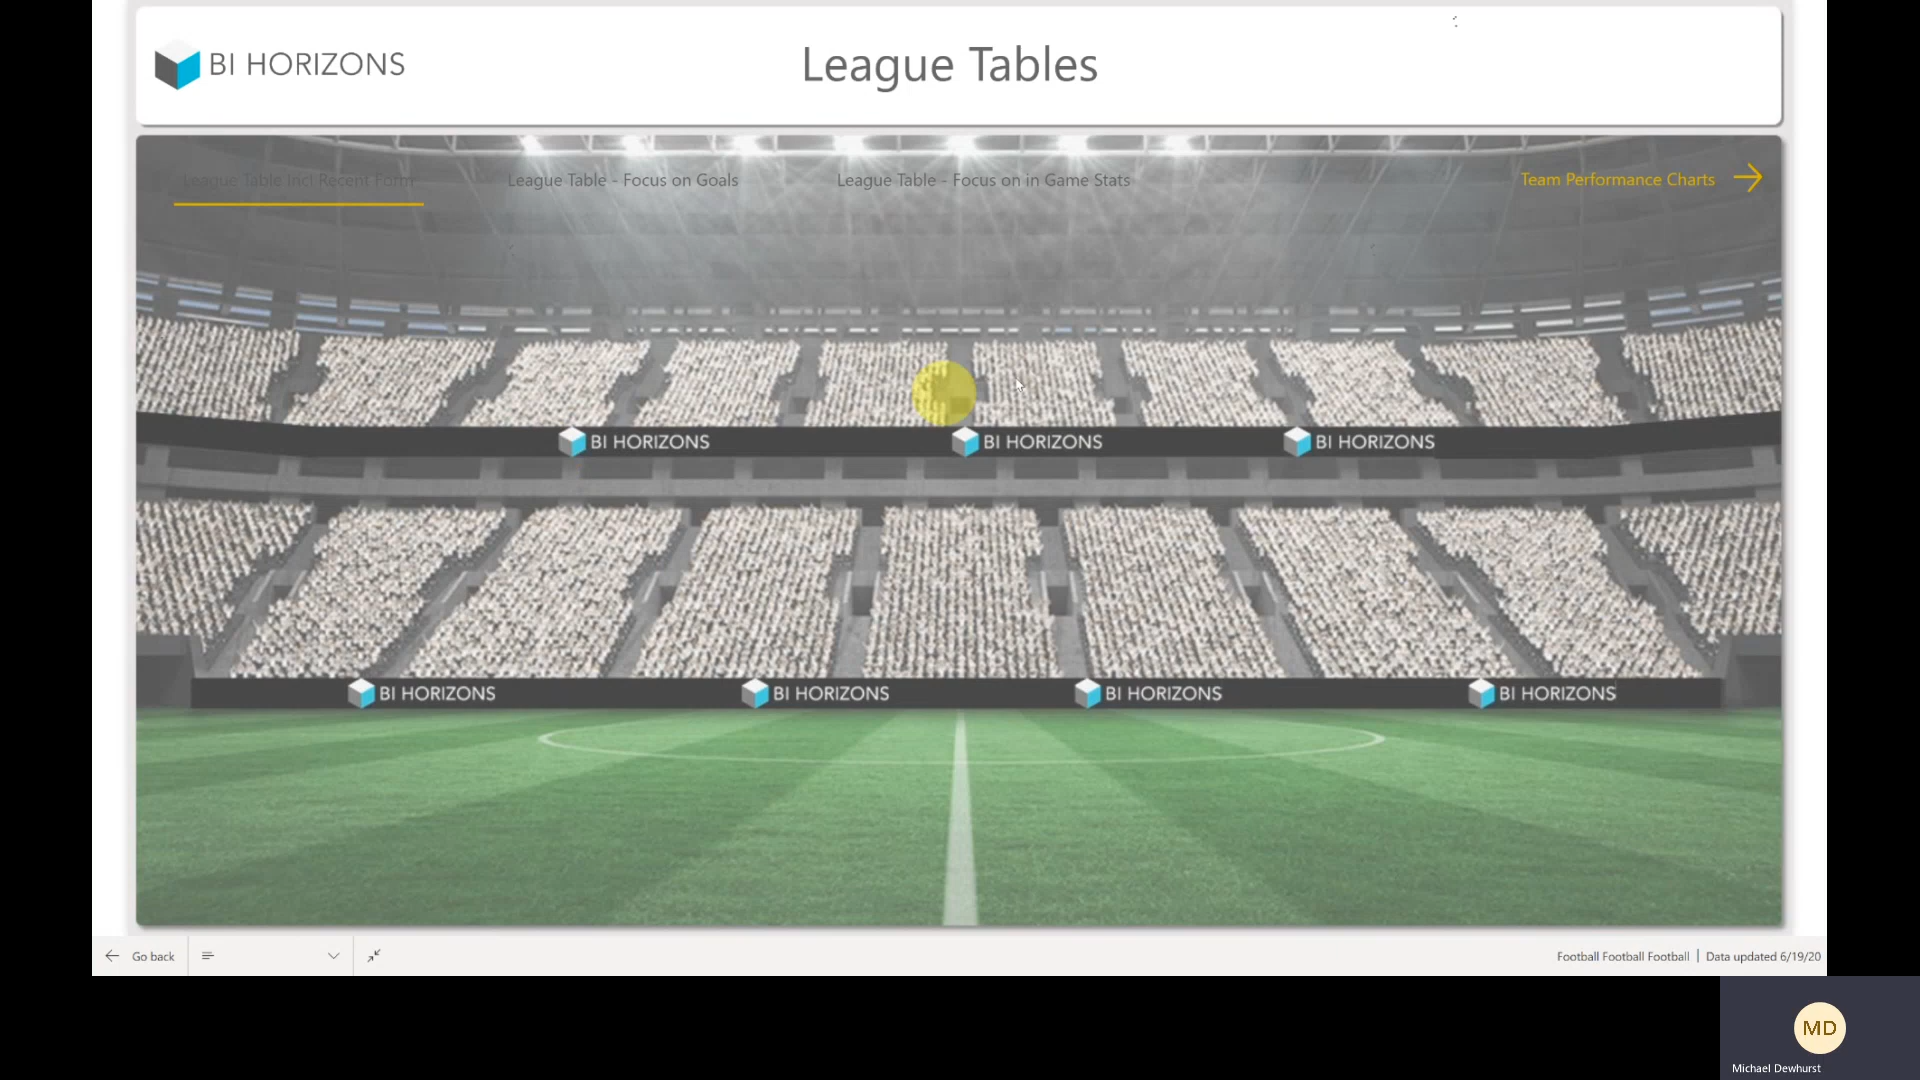 BI HORIZONS
League Tables
League Table Incl Recent Form
League Table - Focus on Goals
League Table - Focus on in Game Stats
Team Performance Charts
BI HORIZONS
BI HORIZONS
BI HORIZONS
BI HORIZONS
BI HORIZONS
BI HORIZONS
BI HORIZONS
Go back
Football Football Football | Data updated 6/19/20
MD
Michael Dewhurst